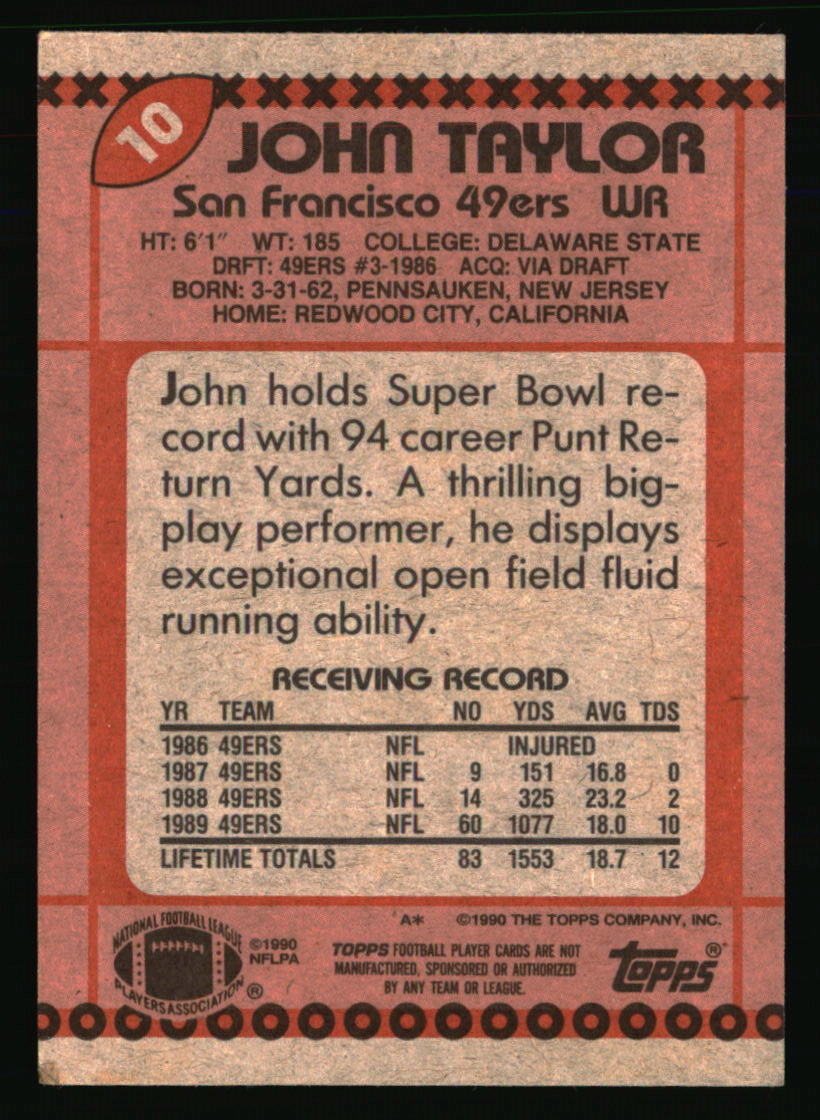 10
JOHN TAYLOR
San Francisco 49ers WR
HT: 6'1" WT: 185 COLLEGE: DELAWARE STATE
DRFT: 49ERS #3-1986 ACQ: VIA DRAFT
BORN: 3-31-62, PENNSAUKEN, NEW JERSEY
HOME: REDWOOD CITY, CALIFORNIA
John holds Super Bowl re-
cord with 94 career Punt Re-
turn Yards. A thrilling big-
play performer, he displays
exceptional open field fluid
running ability.
RECEIVING RECORD
YR TEAM NO YDS AVG TDS
1986 49ERS NFL INJURED
1987 49ERS NFL 9 151 16.8 0
1988 49ERS NFL 14 325 23.2 2
1989 49ERS NFL 60 1077 18.0 10
LIFETIME TOTALS 83 1553 18.7 12
A* ©1990 THE TOPPS COMPANY, INC.
NATIONAL FOOTBALL LEAGUE
PLAYERS ASSOCIATION ®
©1990
NFLPA
TOPPS FOOTBALL PLAYER CARDS ARE NOT
MANUFACTURED, SPONSORED OR AUTHORIZED
BY ANY TEAM OR LEAGUE.
topps®